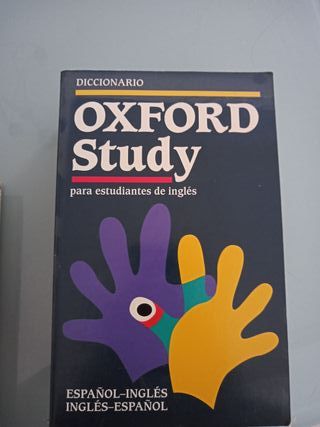 DICCIONARIO
OXFORD
Study
para estudiantes de inglés
ESPAÑOL–INGLÉS
INGLÉS–ESPAÑOL